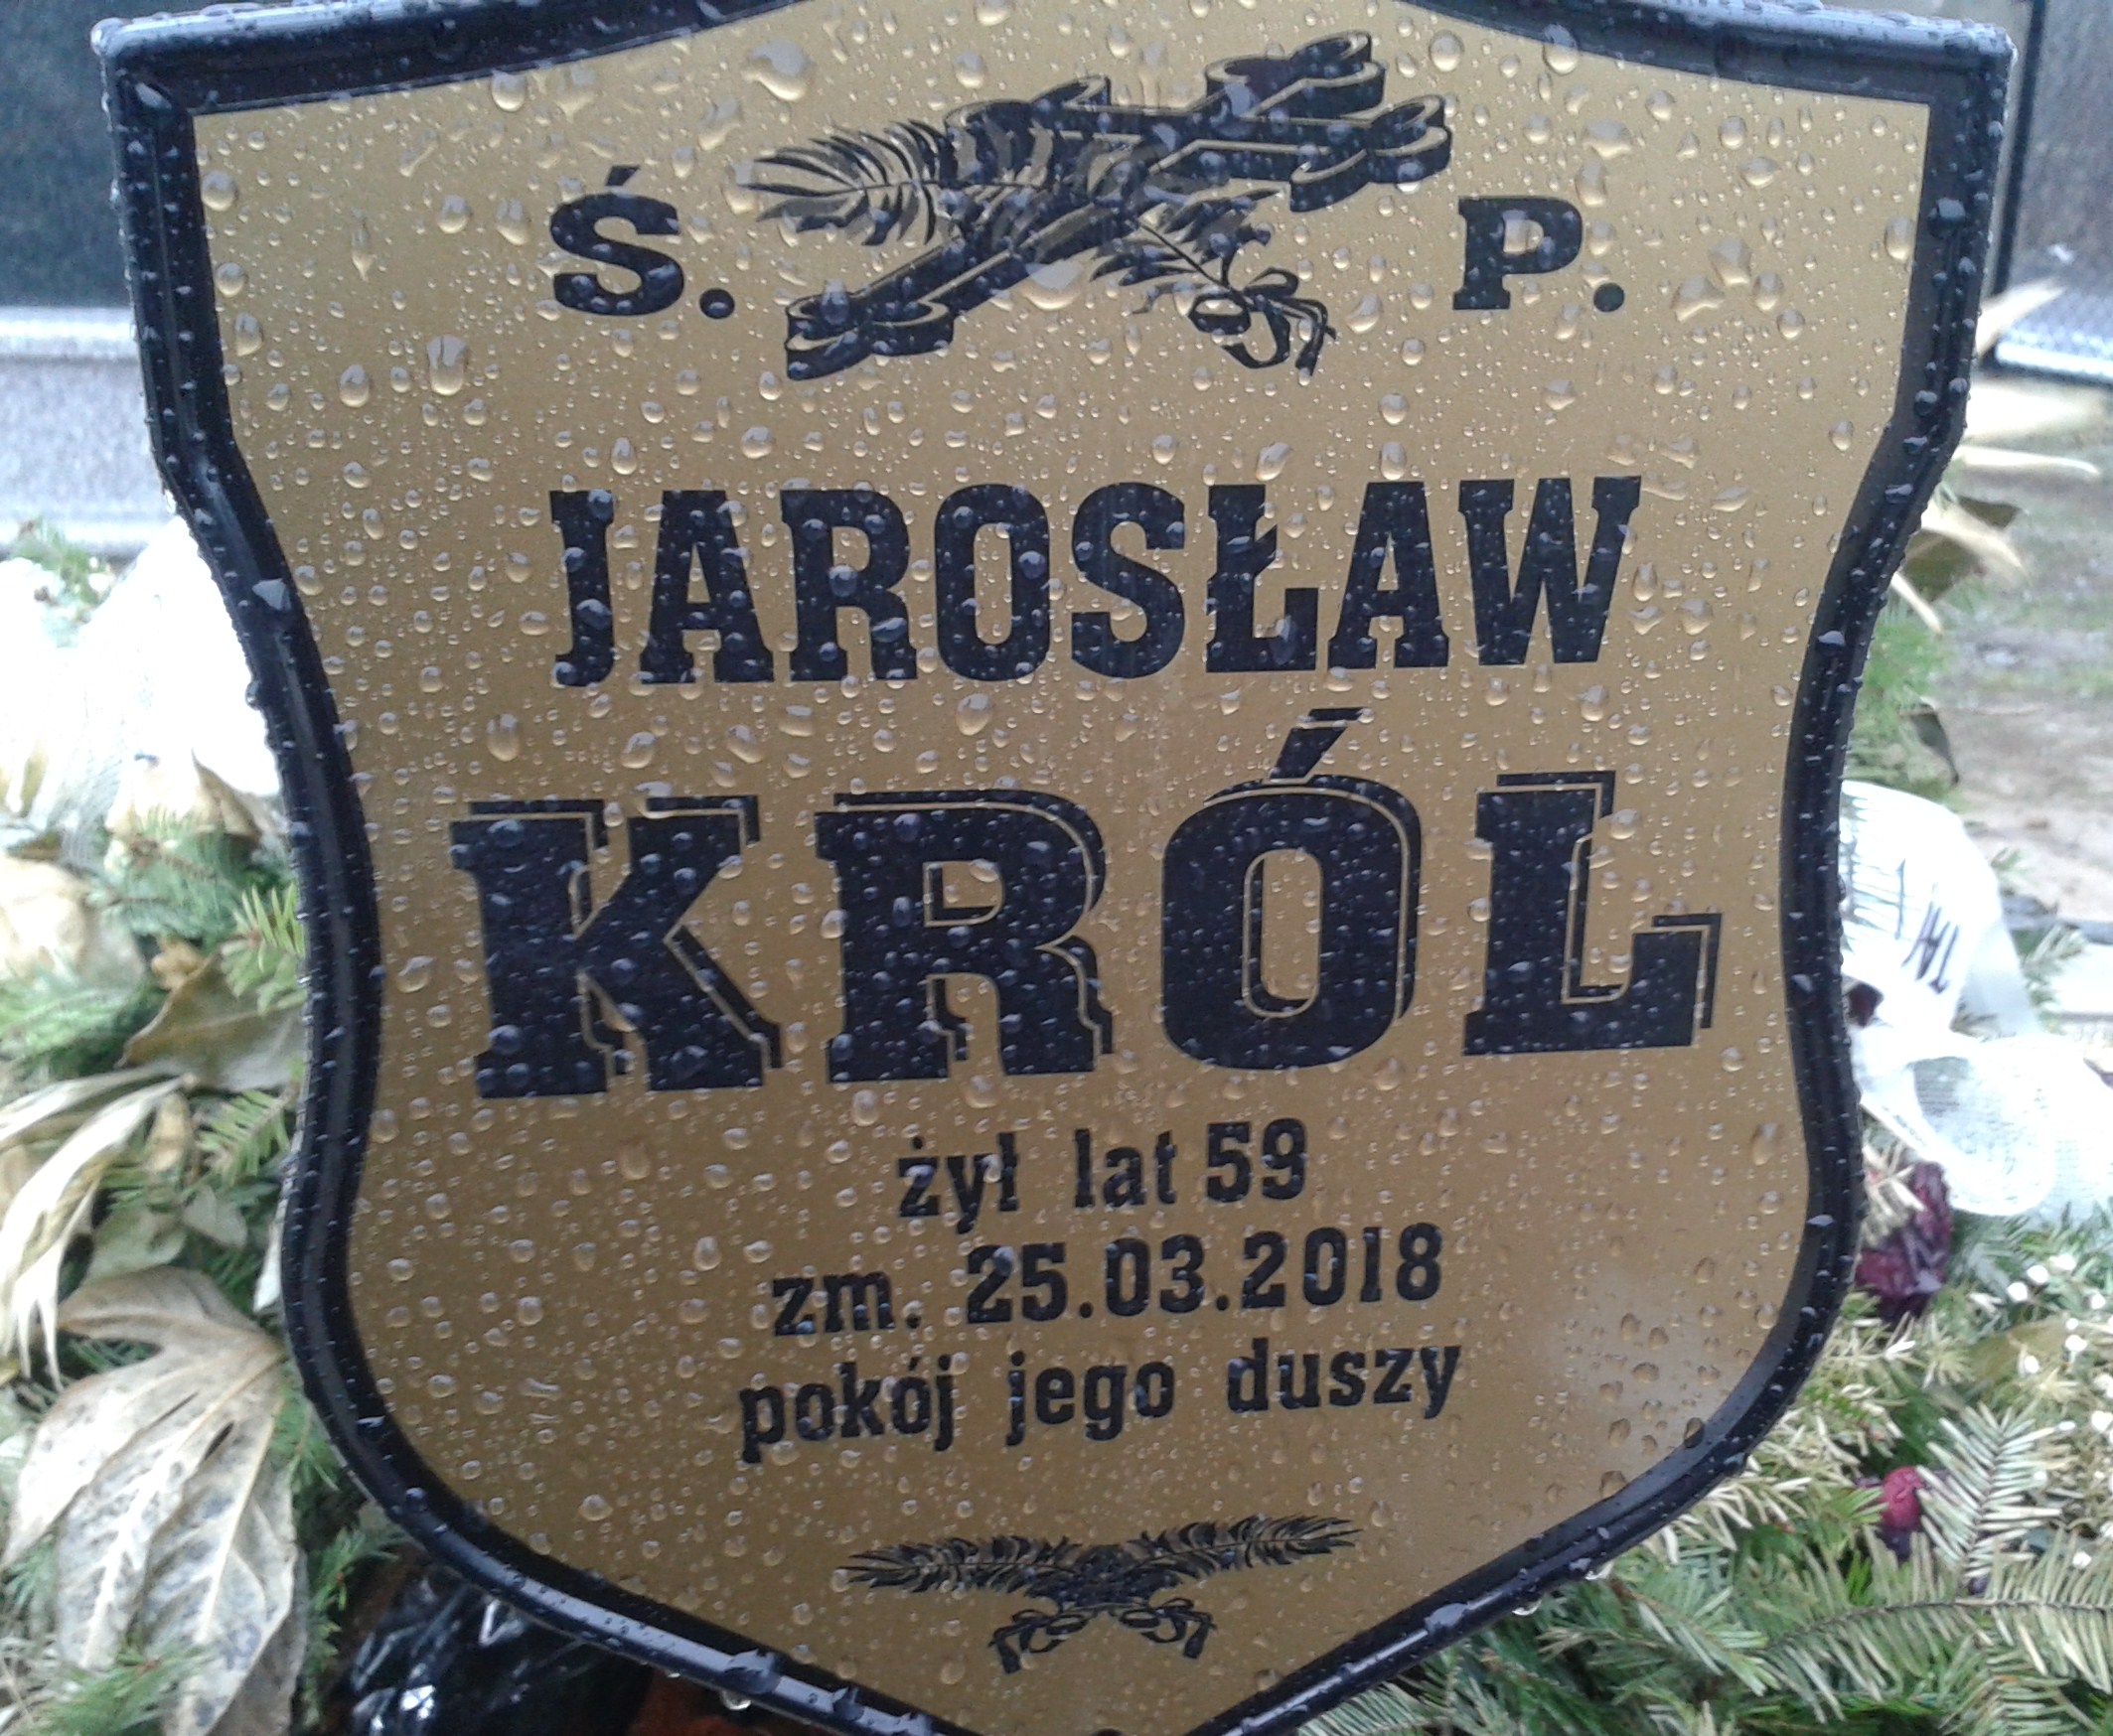 Ś. P.
JAROSŁAW
KRÓL
żył lat 59
zm. 25.03.2018
pokój jego duszy